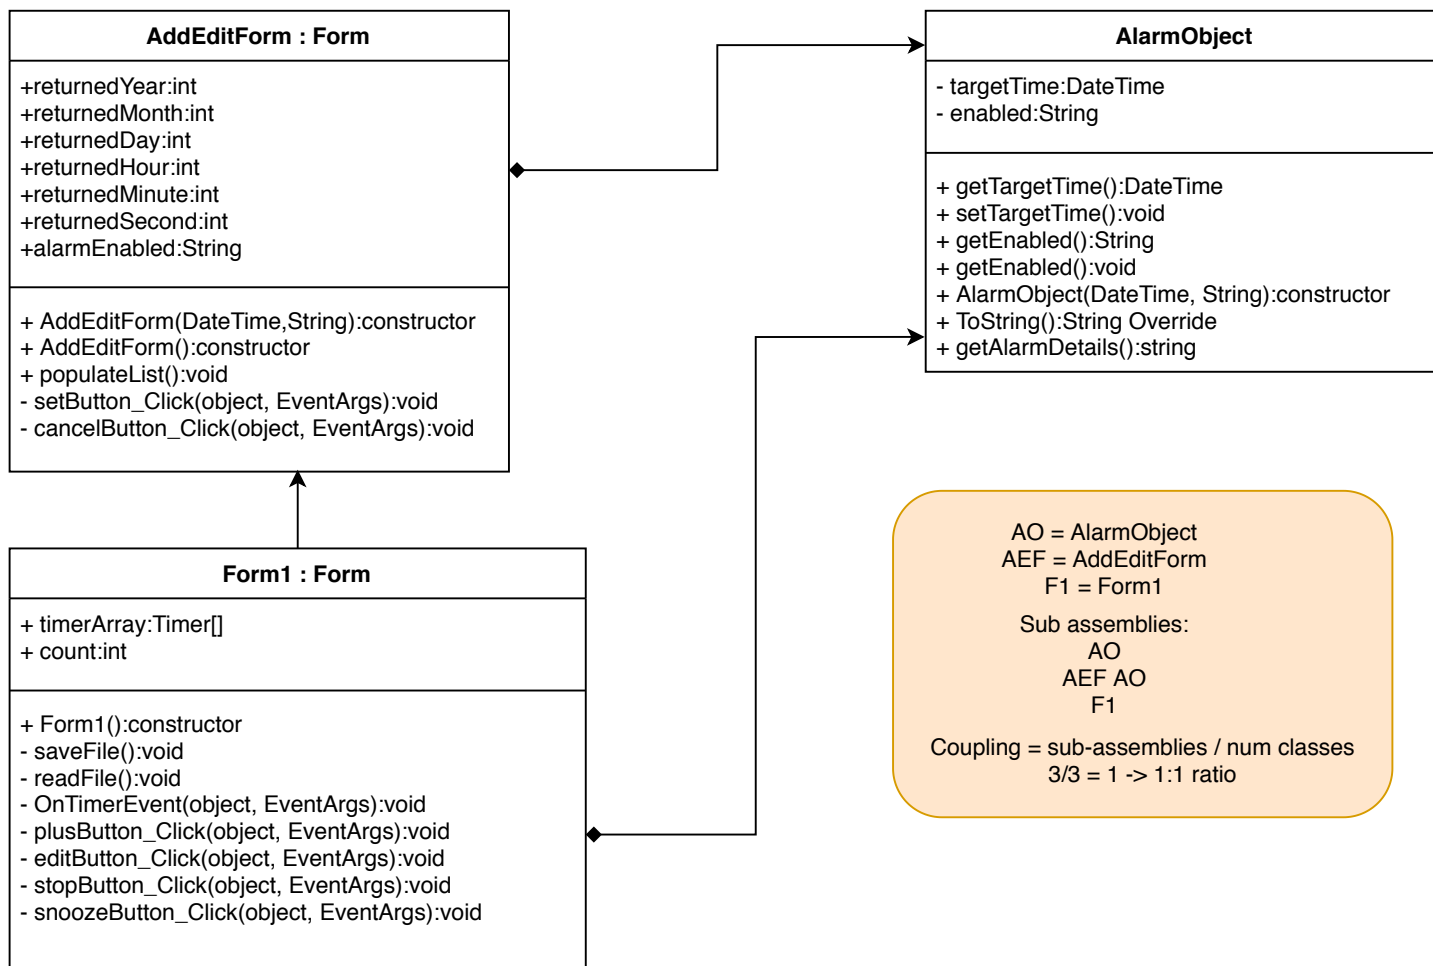 AddEditForm : Form
+returnedYear:int
+returnedMonth:int
+returnedDay:int
+returnedHour:int
+returnedMinute:int
+returnedSecond:int
+alarmEnabled:String
+ AddEditForm(DateTime,String):constructor
+ AddEditForm():constructor
+ populateList():void
- setButton_Click(object, EventArgs):void
- cancelButton_Click(object, EventArgs):void
AlarmObject
- targetTime:DateTime
- enabled:String
+ getTargetTime():DateTime
+ setTargetTime():void
+ getEnabled():String
+ getEnabled():void
+ AlarmObject(DateTime, String):constructor
+ ToString():String Override
+ getAlarmDetails():string
Form1 : Form
+ timerArray:Timer[]
+ count:int
+ Form1():constructor
- saveFile():void
- readFile():void
- OnTimerEvent(object, EventArgs):void
- plusButton_Click(object, EventArgs):void
- editButton_Click(object, EventArgs):void
- stopButton_Click(object, EventArgs):void
- snoozeButton_Click(object, EventArgs):void
AO = AlarmObject
AEF = AddEditForm
F1 = Form1
Sub assemblies:
AO
AEF AO
F1
Coupling = sub-assemblies / num classes
3/3 = 1 -> 1:1 ratio